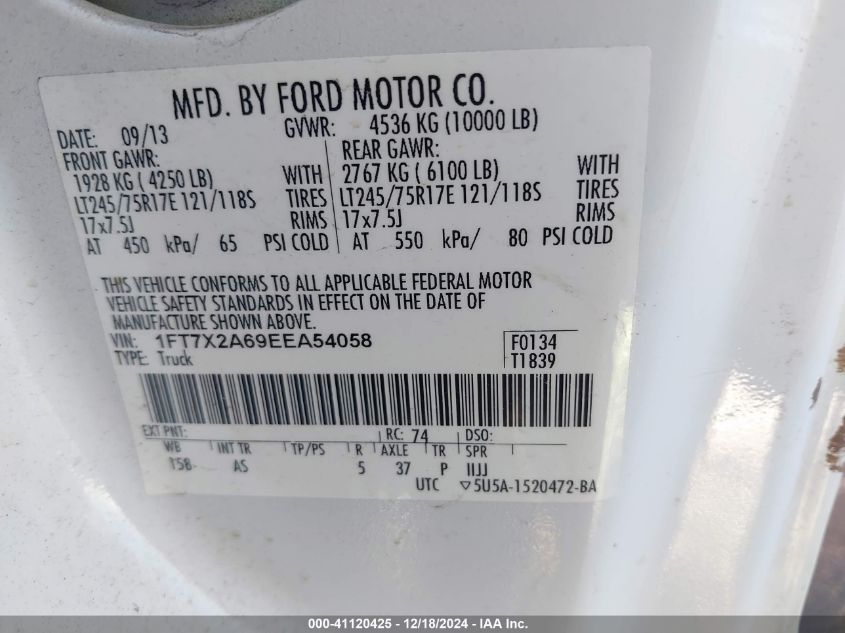 MFD. BY FORD MOTOR CO.
DATE: 09/13 GVWR: 4536 KG (10000 LB)
FRONT GAWR: REAR GAWR:
1928 KG ( 4250 LB) WITH 2767 KG ( 6100 LB) WITH
LT245/75R17E 121/118S TIRES LT245/75R17E 121/118S TIRES
17x7.5J RIMS 17x7.5J RIMS
AT 450 kPa/ 65 PSI COLD AT 550 kPa/ 80 PSI COLD
THIS VEHICLE CONFORMS TO ALL APPLICABLE FEDERAL MOTOR
VEHICLE SAFETY STANDARDS IN EFFECT ON THE DATE OF
MANUFACTURE SHOWN ABOVE.
VIN: 1FT7X2A69EEA54058 F0134
TYPE: Truck T1839
EXT PNT: RC: 74 DSO:
WB INT TR TP/PS R AXLE TR SPR
158 AS 5 37 P IIJJ
UTC ▽5U5A-1520472-BA
000-41120425 - 12/18/2024 - IAA Inc.